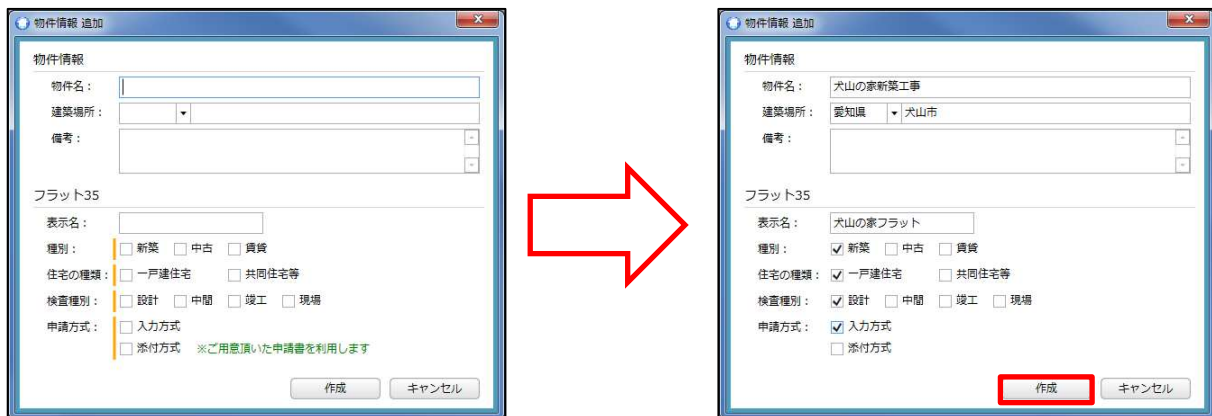 物件情報 追加
物件情報
物件名：
建築場所：
備考：
フラット35
表示名：
種別： 新築 中古 賃貸
住宅の種類： 一戸建住宅 共同住宅等
検査種別： 設計 中間 竣工 現場
申請方式： 入力方式
添付方式 ※ご用意頂いた申請書を利用します
作成 キャンセル
物件情報 追加
物件情報
物件名： 犬山の家新築工事
建築場所： 愛知県 犬山市
備考：
フラット35
表示名： 犬山の家フラット
種別： 新築 中古 賃貸
住宅の種類： 一戸建住宅 共同住宅等
検査種別： 設計 中間 竣工 現場
申請方式： 入力方式
添付方式
作成 キャンセル